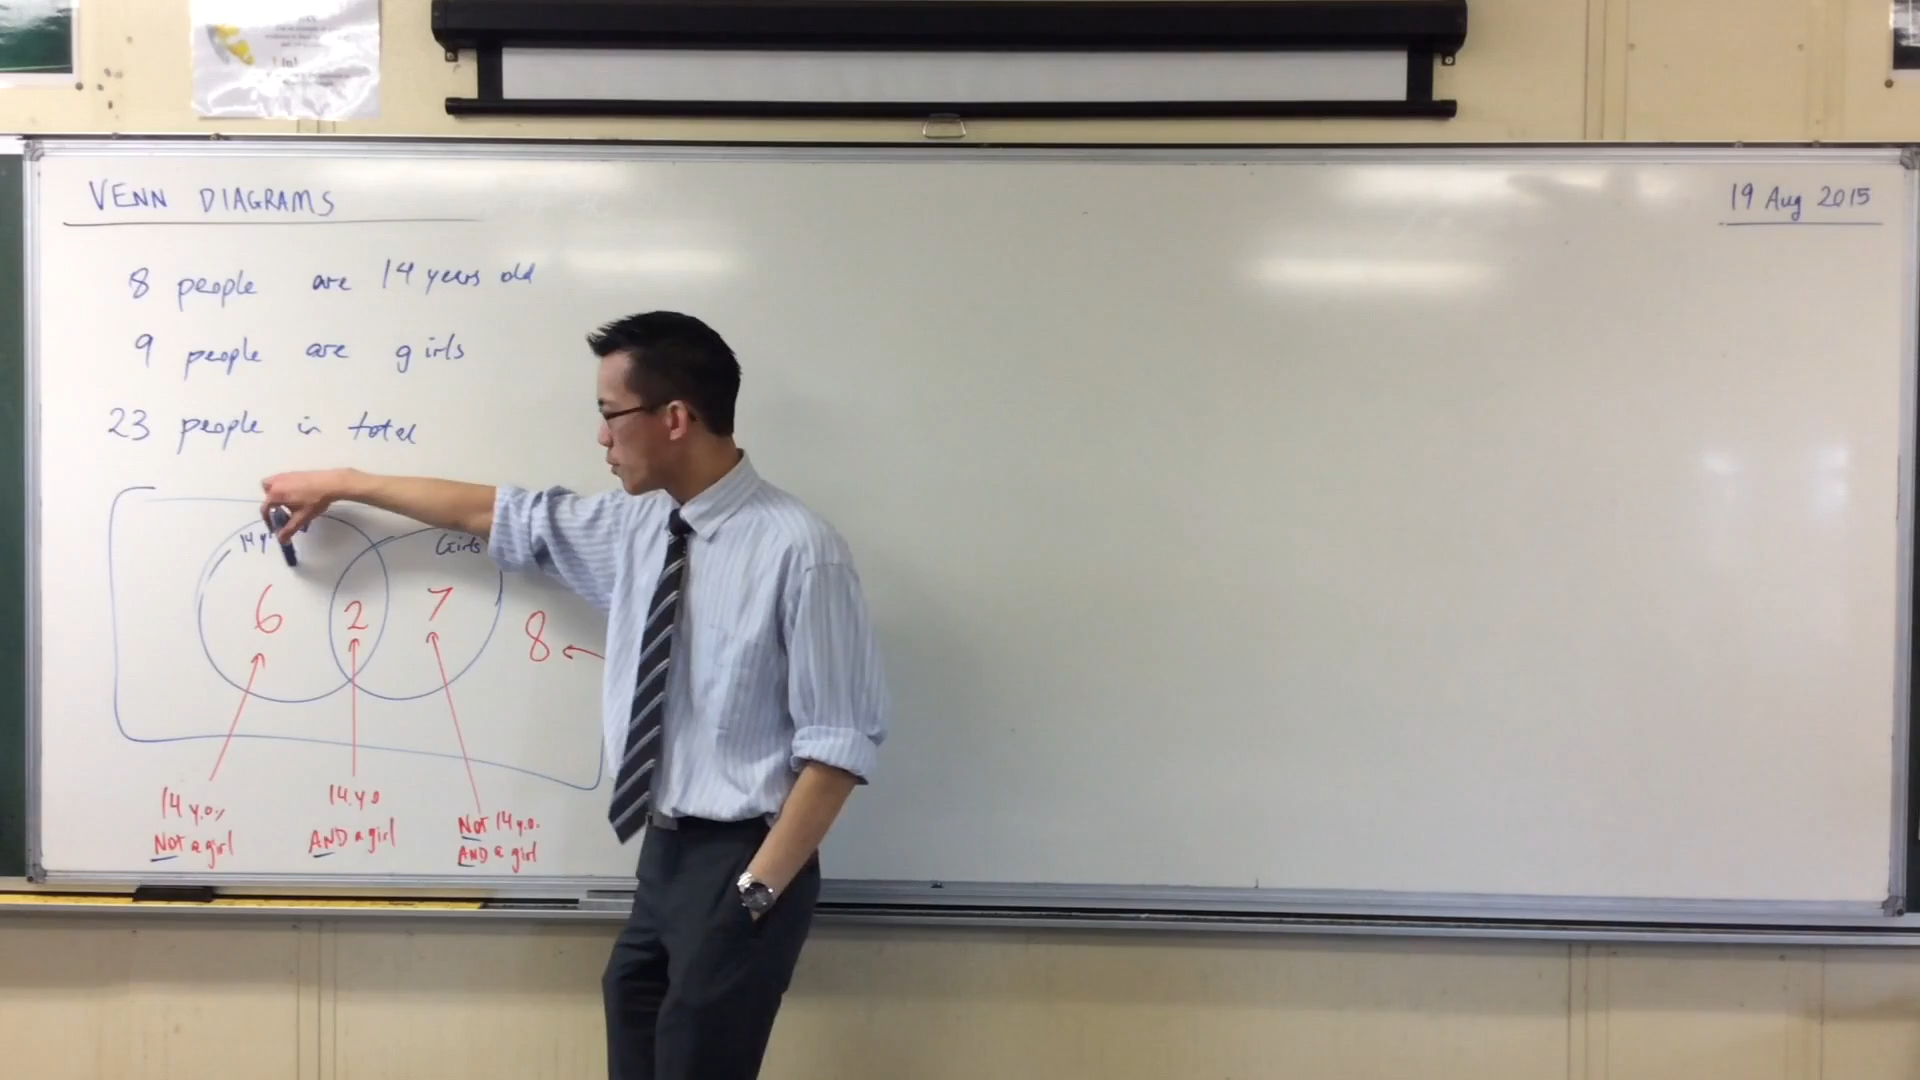 VENN DIAGRAMS
19 Aug 2015
8 people are 14 years old
9 people are girls
23 people in total
14 y
Girls
6
2
7
8
14 y.o.
Not a girl
14 y.o
AND a girl
Not 14 y.o.
AND a girl